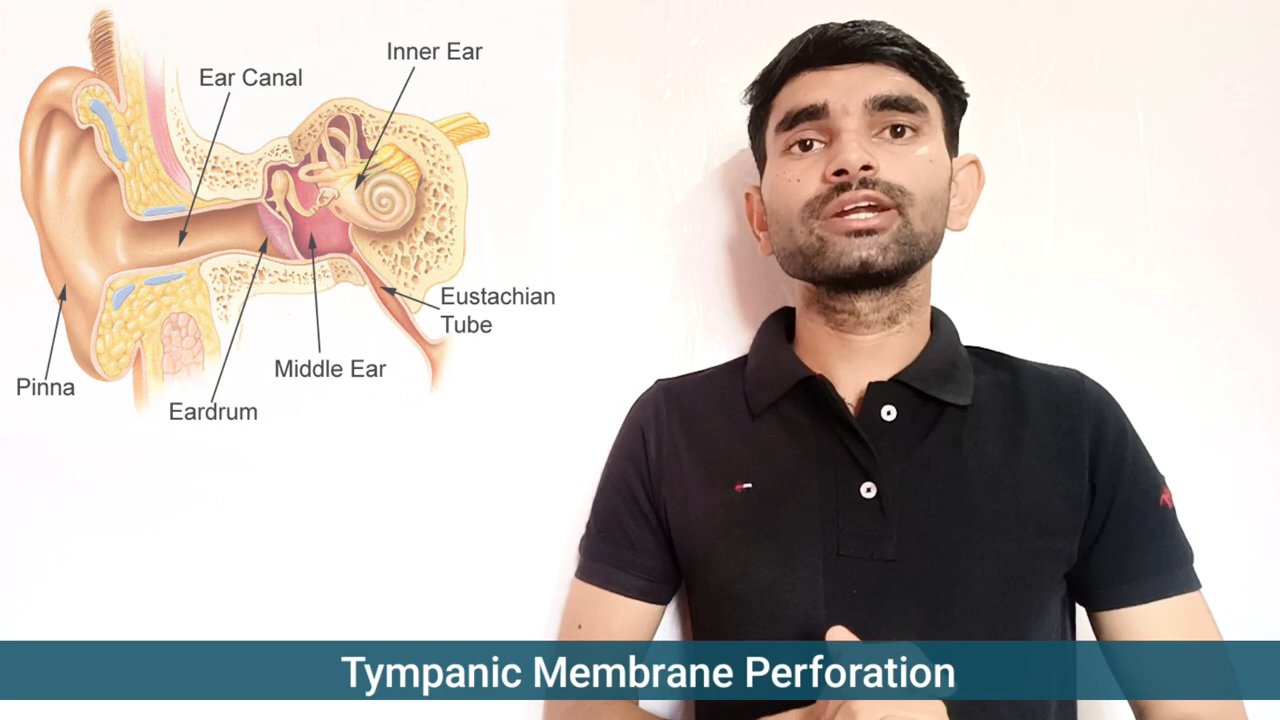 Inner Ear
Ear Canal
Eustachian
Tube
Middle Ear
Pinna
Eardrum
Tympanic Membrane Perforation